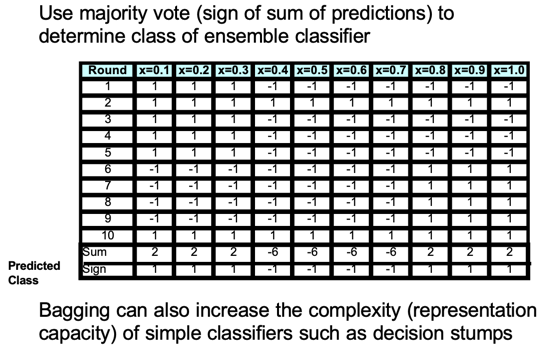 Use majority vote (sign of sum of predictions) to
determine class of ensemble classifier
Round x=0.1 x=0.2 x=0.3 x=0.4 x=0.5 x=0.6 x=0.7 x=0.8 x=0.9 x=1.0
1 1 1 1 -1 -1 -1 -1 -1 -1 -1
2 1 1 1 1 1 1 1 1 1 1
3 1 1 1 -1 -1 -1 -1 -1 -1 -1
4 1 1 1 -1 -1 -1 -1 -1 -1 -1
5 1 1 1 -1 -1 -1 -1 -1 -1 -1
6 -1 -1 -1 -1 -1 -1 -1 1 1 1
7 -1 -1 -1 -1 -1 -1 -1 1 1 1
8 -1 -1 -1 -1 -1 -1 -1 1 1 1
9 -1 -1 -1 -1 -1 -1 -1 1 1 1
10 1 1 1 1 1 1 1 1 1 1
Sum 2 2 2 -6 -6 -6 -6 2 2 2
Predicted
Sign 1 1 1 -1 -1 -1 -1 1 1 1
Class
Bagging can also increase the complexity (representation
capacity) of simple classifiers such as decision stumps